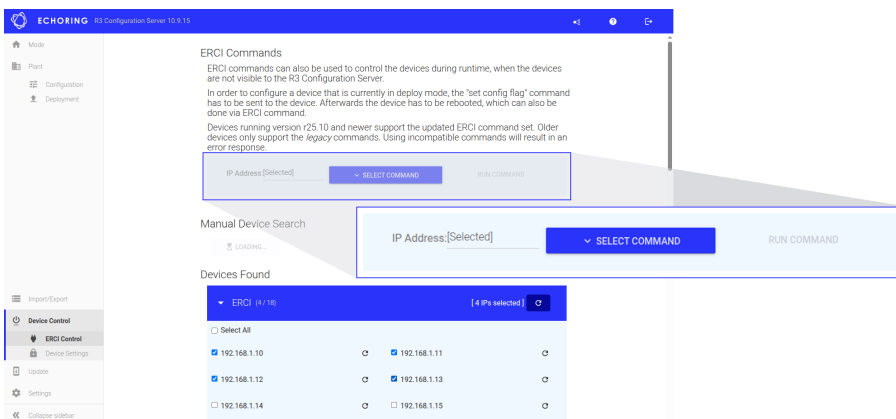 ECHORING R3 Configuration Server 10.9.15
Mode
Plant
Configuration
Deployment
Import/Export
Device Control
ERCI Control
Device Settings
Update
Settings
Collapse sidebar
ERCI Commands
ERCI commands can also be used to control the devices during runtime, when the devices
are not visible to the R3 Configuration Server.
In order to configure a device that is currently in deploy mode, the "set config flag" command
has to be sent to the device. Afterwards the device has to be rebooted, which can also be
done via ERCI command.
Devices running version r25.10 and newer support the updated ERCI command set. Older
devices only support the legacy commands. Using incompatible commands will result in an
error response.
IP Address:[Selected] SELECT COMMAND RUN COMMAND
IP Address:[Selected] SELECT COMMAND RUN COMMAND
Manual Device Search
LOADING...
Devices Found
ERCI (4 / 18) [ 4 IPs selected ]
Select All
192.168.1.10 192.168.1.11
192.168.1.12 192.168.1.13
192.168.1.14 192.168.1.15